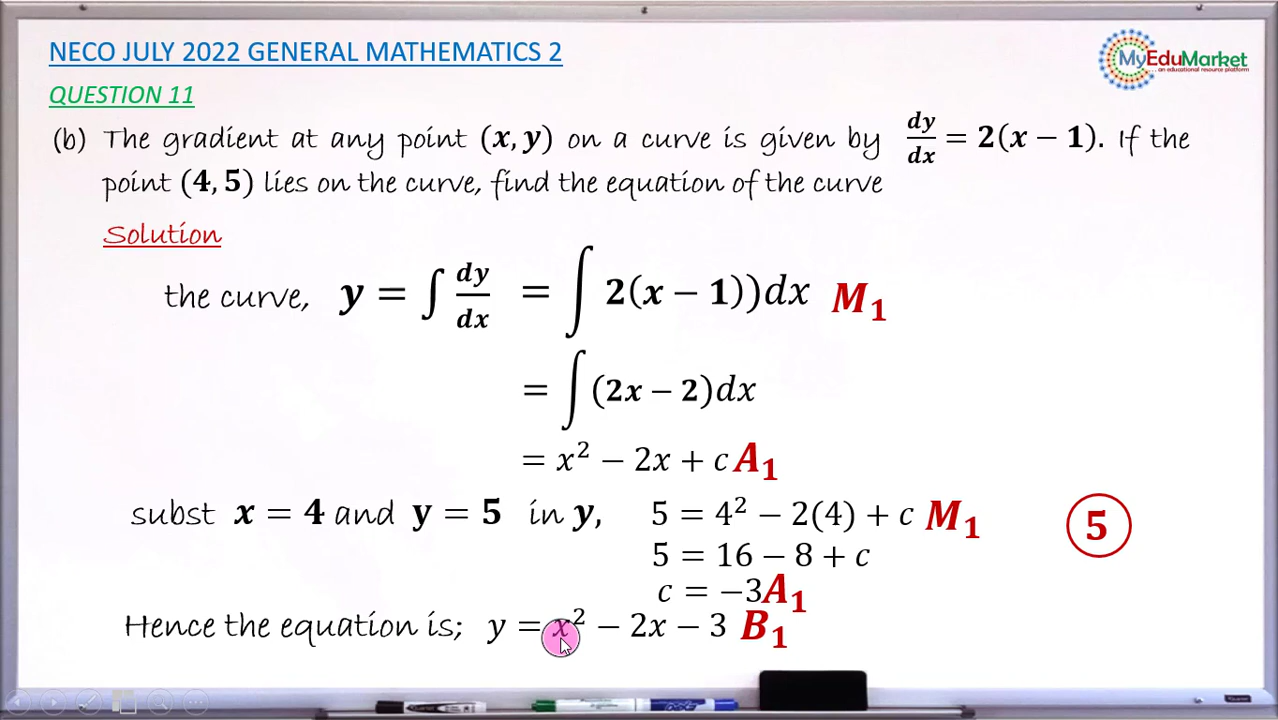 NECO JULY 2022 GENERAL MATHEMATICS 2
MyEduMarket
...an educational resource platform
QUESTION 11
(b) The gradient at any point (x, y) on a curve is given by dy/dx = 2(x − 1). If the
point (4, 5) lies on the curve, find the equation of the curve
Solution
the curve, y = ∫ dy/dx = ∫ 2(x − 1))dx M₁
= ∫ (2x − 2)dx
= x² − 2x + c A₁
subst x = 4 and y = 5 in y, 5 = 4² − 2(4) + c M₁
5
5 = 16 − 8 + c
c = −3 A₁
Hence the equation is; y = x² − 2x − 3 B₁